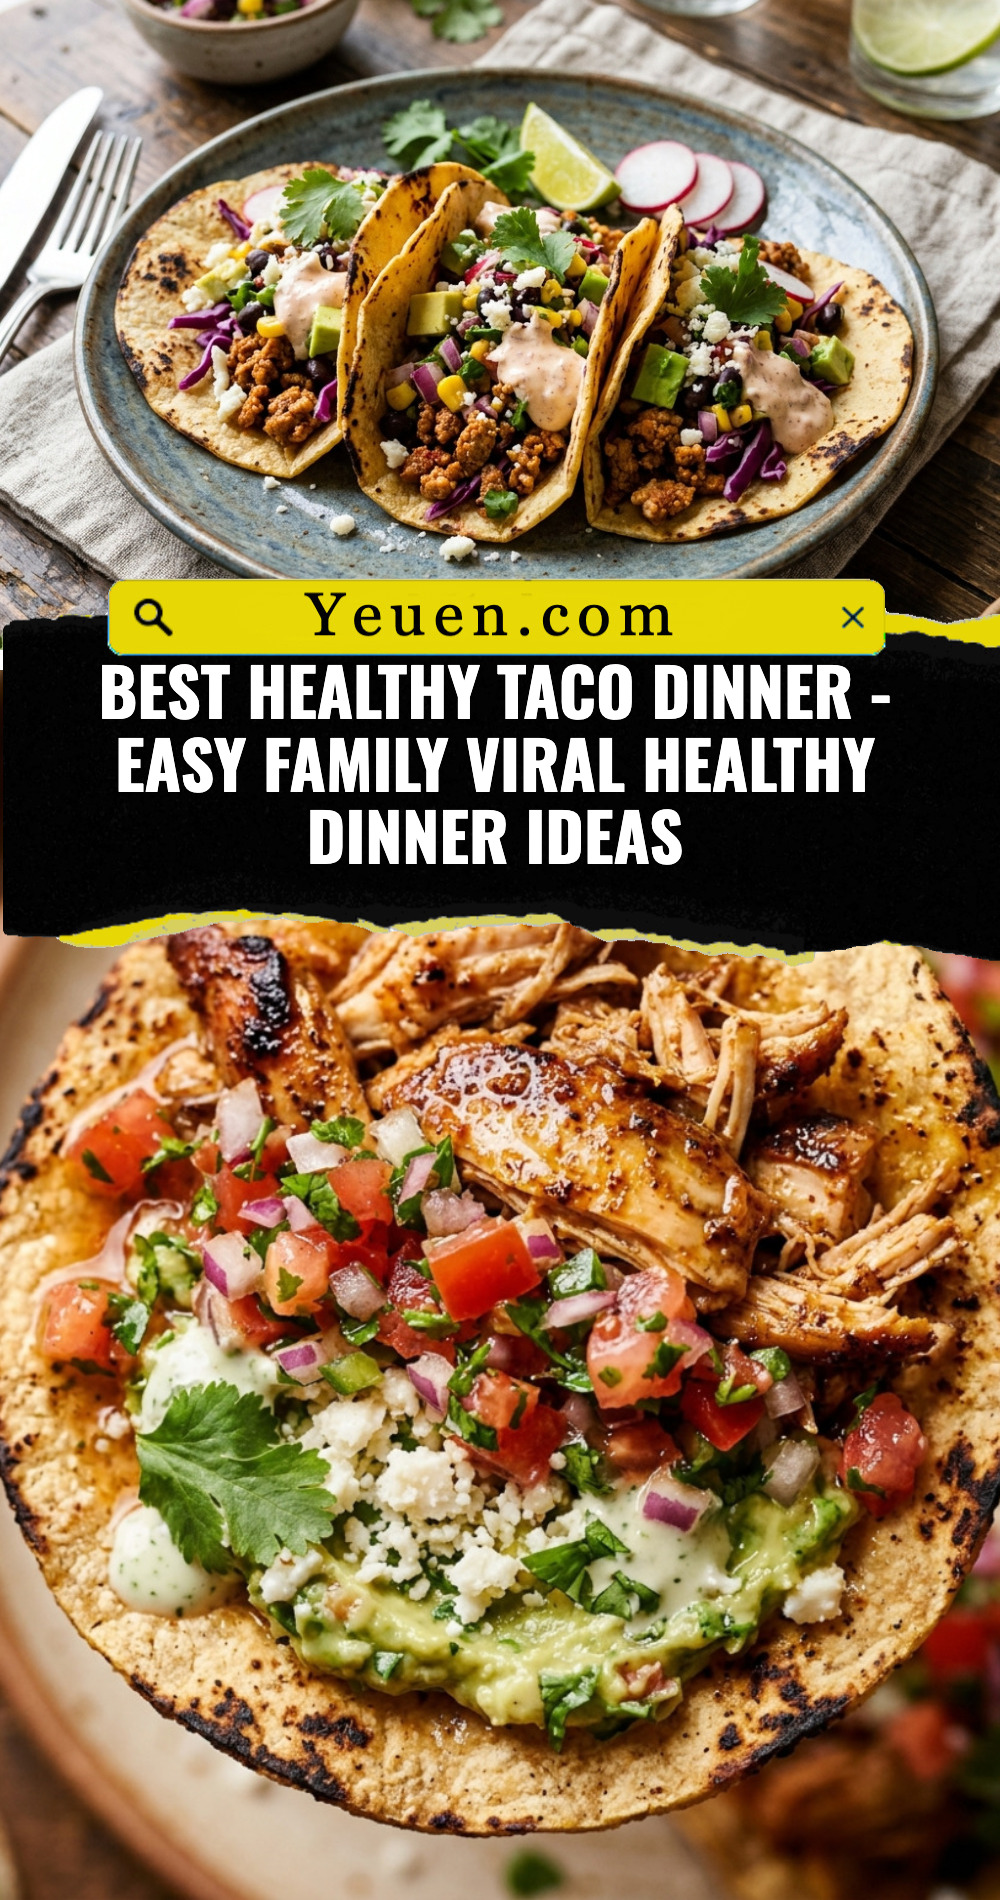 Yeuen.com
BEST HEALTHY TACO DINNER -
EASY FAMILY VIRAL HEALTHY
DINNER IDEAS